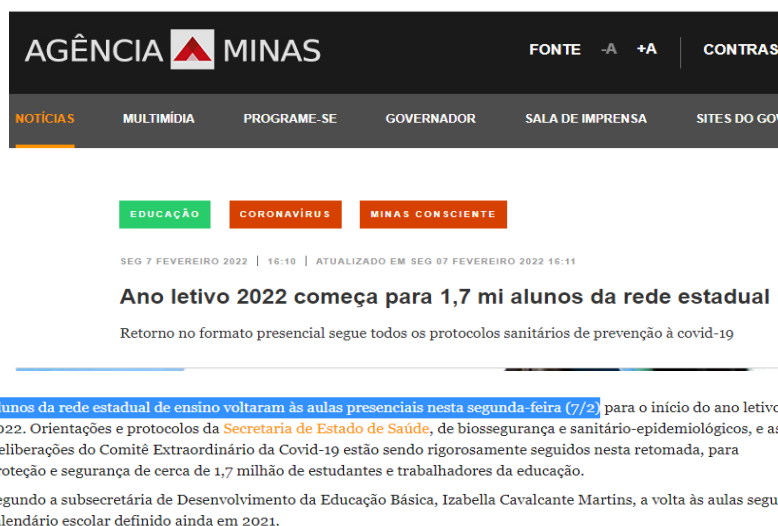 AGÊNCIA MINAS
FONTE -A +A CONTRAS
NOTÍCIAS MULTIMÍDIA PROGRAME-SE GOVERNADOR SALA DE IMPRENSA SITES DO GOV
EDUCAÇÃO CORONAVÍRUS MINAS CONSCIENTE
SEG 7 FEVEREIRO 2022 | 16:10 | ATUALIZADO EM SEG 07 FEVEREIRO 2022 16:11
Ano letivo 2022 começa para 1,7 mi alunos da rede estadual
Retorno no formato presencial segue todos os protocolos sanitários de prevenção à covid-19
lunos da rede estadual de ensino voltaram às aulas presenciais nesta segunda-feira (7/2) para o início do ano letivo
022. Orientações e protocolos da Secretaria de Estado de Saúde, de biossegurança e sanitário-epidemiológicos, e as
eliberações do Comitê Extraordinário da Covid-19 estão sendo rigorosamente seguidos nesta retomada, para
roteção e segurança de cerca de 1,7 milhão de estudantes e trabalhadores da educação.
egundo a subsecretária de Desenvolvimento da Educação Básica, Izabella Cavalcante Martins, a volta às aulas segu
alendário escolar definido ainda em 2021.